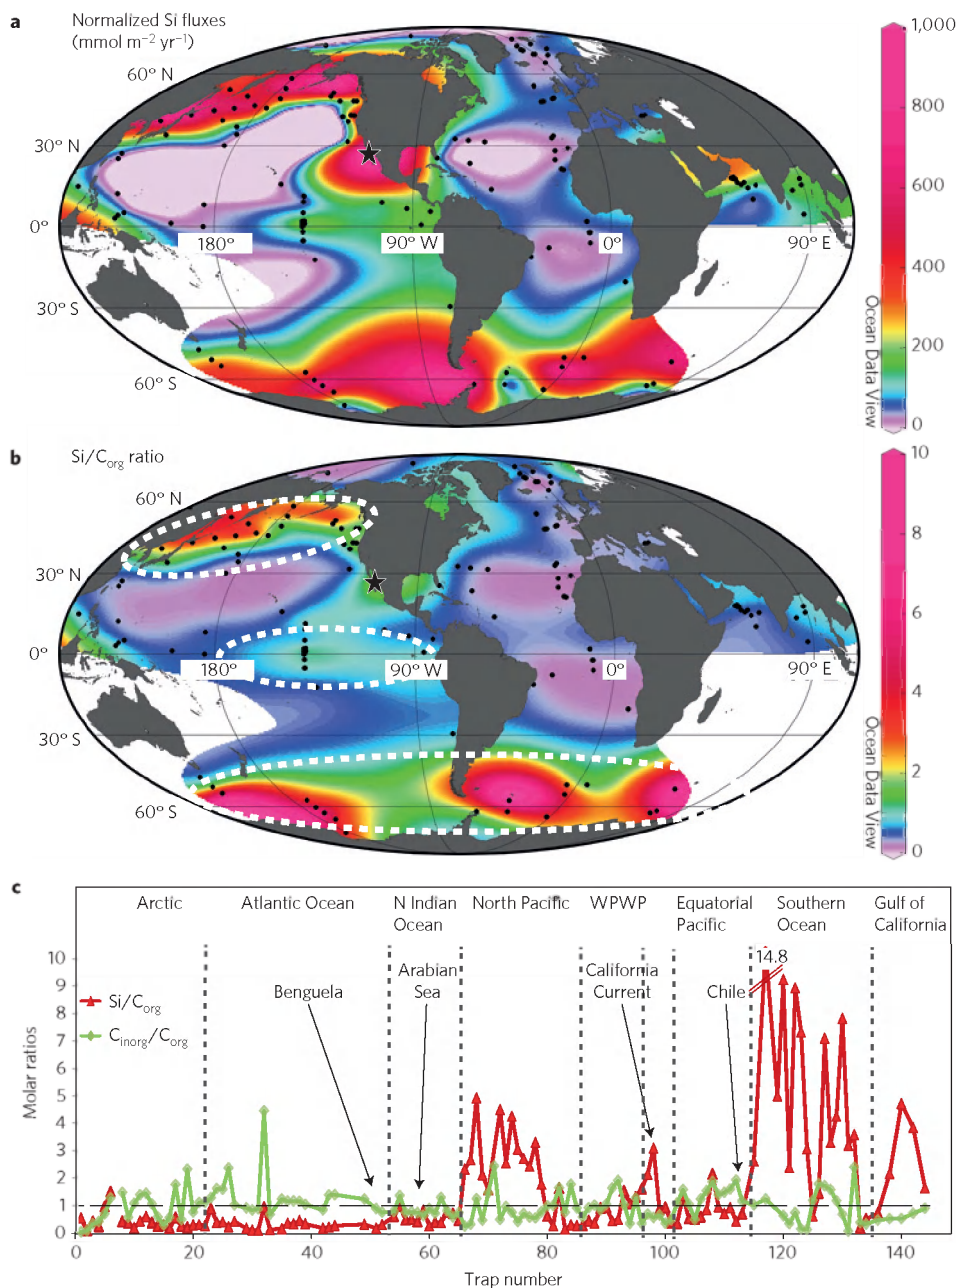 a
Normalized Si fluxes
(mmol m⁻² yr⁻¹)
60° N
30° N
0°
30° S
60° S
180°
90° W
0°
90° E
1,000
800
600
400
200
0
Ocean Data View
b
Si/Corg ratio
60° N
30° N
0°
30° S
60° S
180°
90° W
0°
90° E
10
8
6
4
2
0
Ocean Data View
c
Arctic
Atlantic Ocean
N Indian
Ocean
North Pacific
WPWP
Equatorial
Pacific
Southern
Ocean
Gulf of
California
14.8
Benguela
Arabian
Sea
California
Current
Chile
Si/Corg
Cinorg/Corg
Molar ratios
10
9
8
7
6
5
4
3
2
1
0
0
20
40
60
80
100
120
140
Trap number